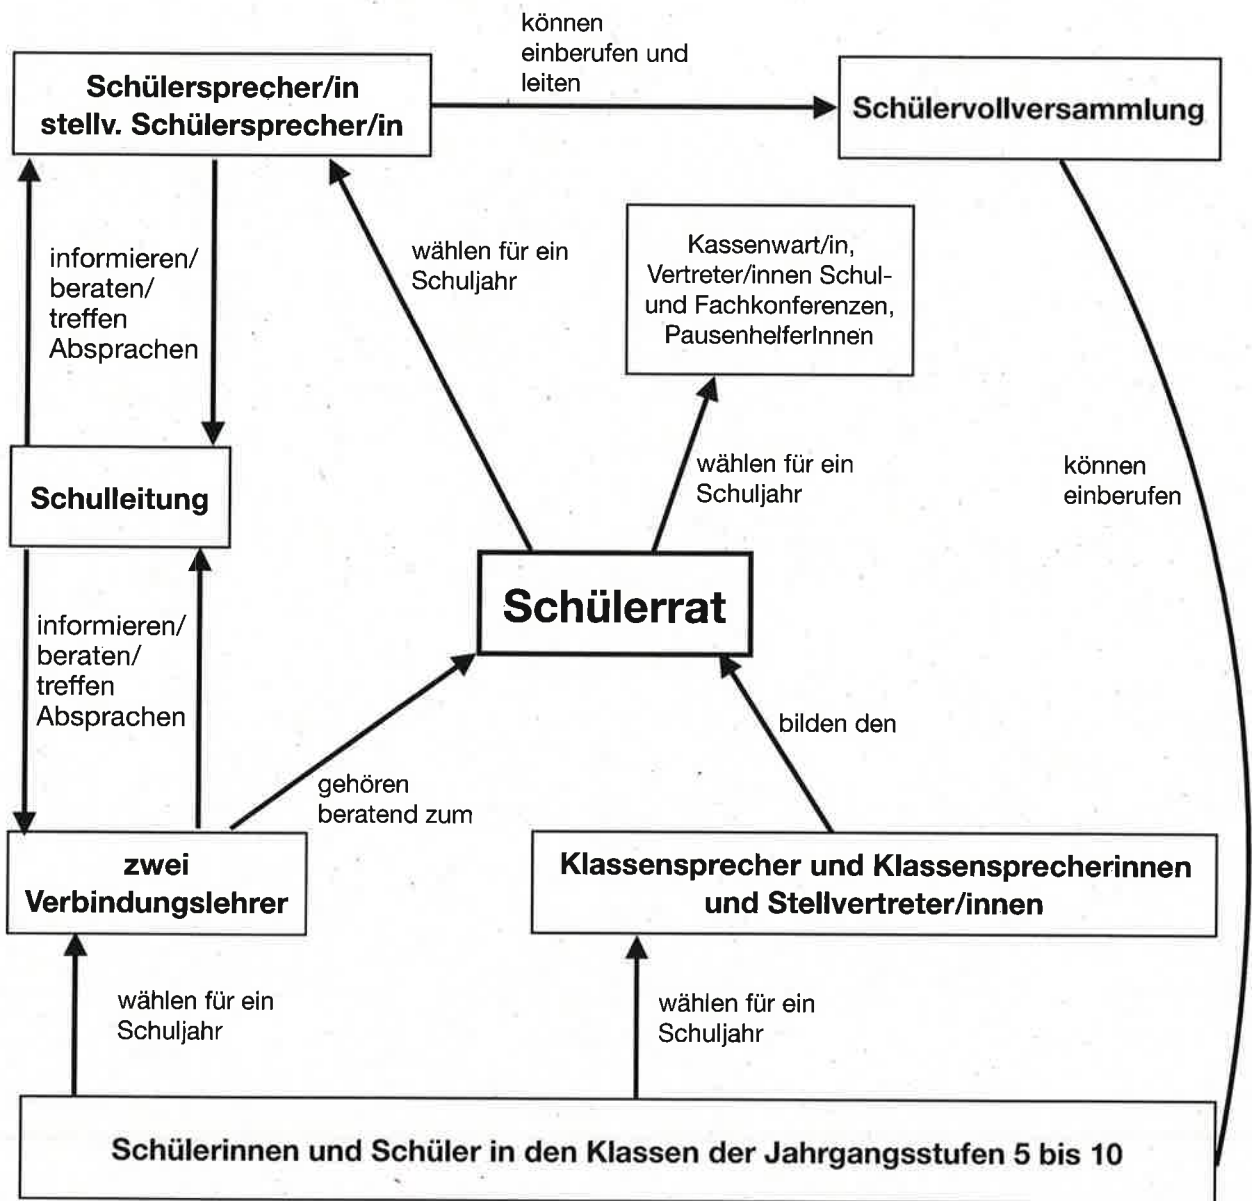 können
einberufen und
leiten
Schülersprecher/in
stellv. Schülersprecher/in
Schülervollversammlung
informieren/
beraten/
treffen
Absprachen
wählen für ein
Schuljahr
Kassenwart/in,
Vertreter/innen Schul-
und Fachkonferenzen,
PausenhelferInnen
Schulleitung
wählen für ein
Schuljahr
können
einberufen
Schülerrat
informieren/
beraten/
treffen
Absprachen
bilden den
gehören
beratend zum
zwei
Verbindungslehrer
Klassensprecher und Klassensprecherinnen
und Stellvertreter/innen
wählen für ein
Schuljahr
wählen für ein
Schuljahr
Schülerinnen und Schüler in den Klassen der Jahrgangsstufen 5 bis 10